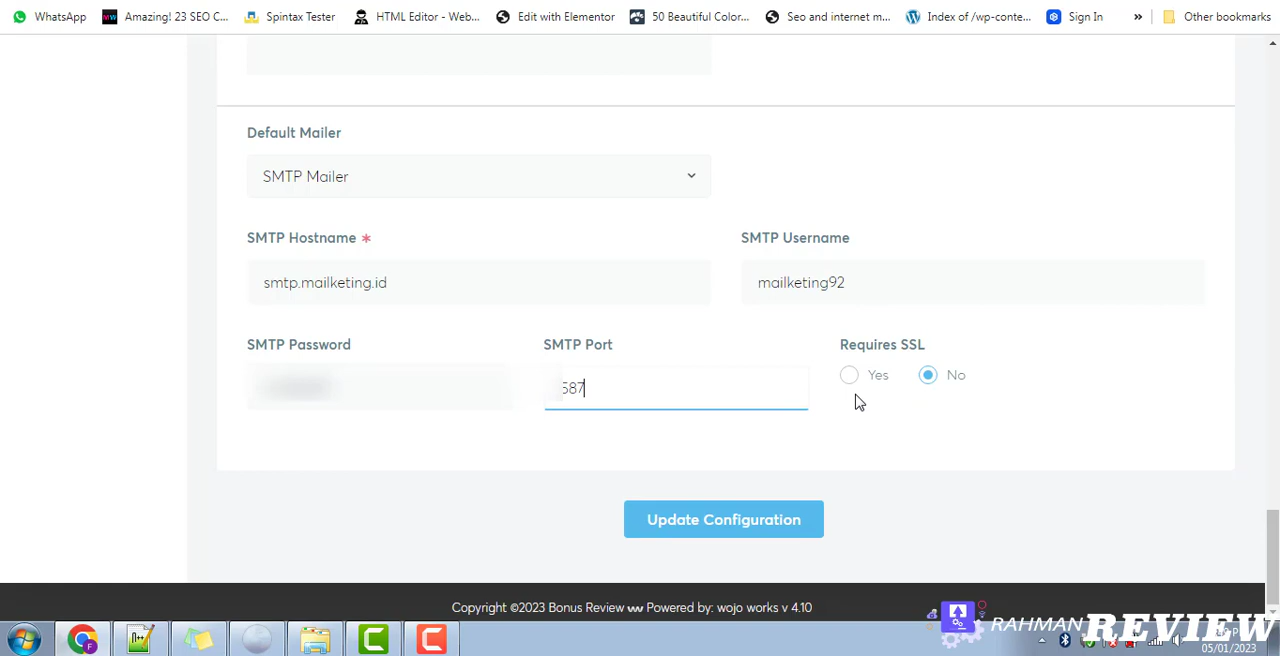 WhatsApp Amazing! 23 SEO C... Spintax Tester HTML Editor - Web... Edit with Elementor 50 Beautiful Color... Seo and internet m... Index of /wp-conte... Sign In » Other bookmarks
Default Mailer
SMTP Mailer
SMTP Hostname * SMTP Username
smtp.mailketing.id mailketing92
SMTP Password SMTP Port Requires SSL
587 Yes No
Update Configuration
Copyright ©2023 Bonus Review Powered by: wojo works v 4.10
RAHMAN REVIEW
05/01/2023